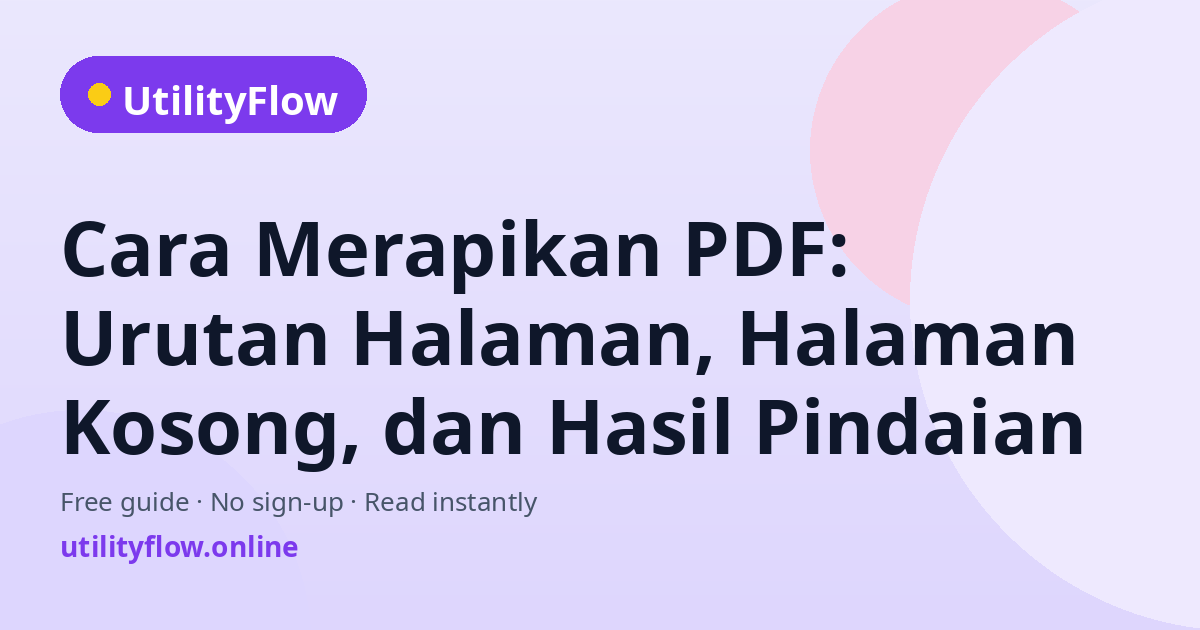 UtilityFlow
Cara Merapikan PDF:
Urutan Halaman, Halaman
Kosong, dan Hasil Pindaian
Free guide · No sign-up · Read instantly
utilityflow.online